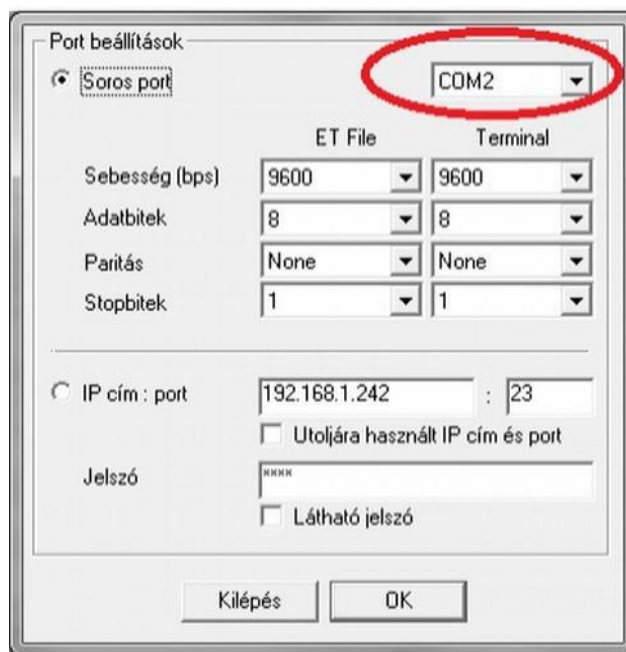 Port beállítások
Soros port COM2
ET File Terminal
Sebesség (bps) 9600 9600
Adatbitek 8 8
Paritás None None
Stopbitek 1 1
IP cím : port 192.168.1.242 : 23
Utoljára használt IP cím és port
Jelszó ****
Látható jelszó
Kilépés OK